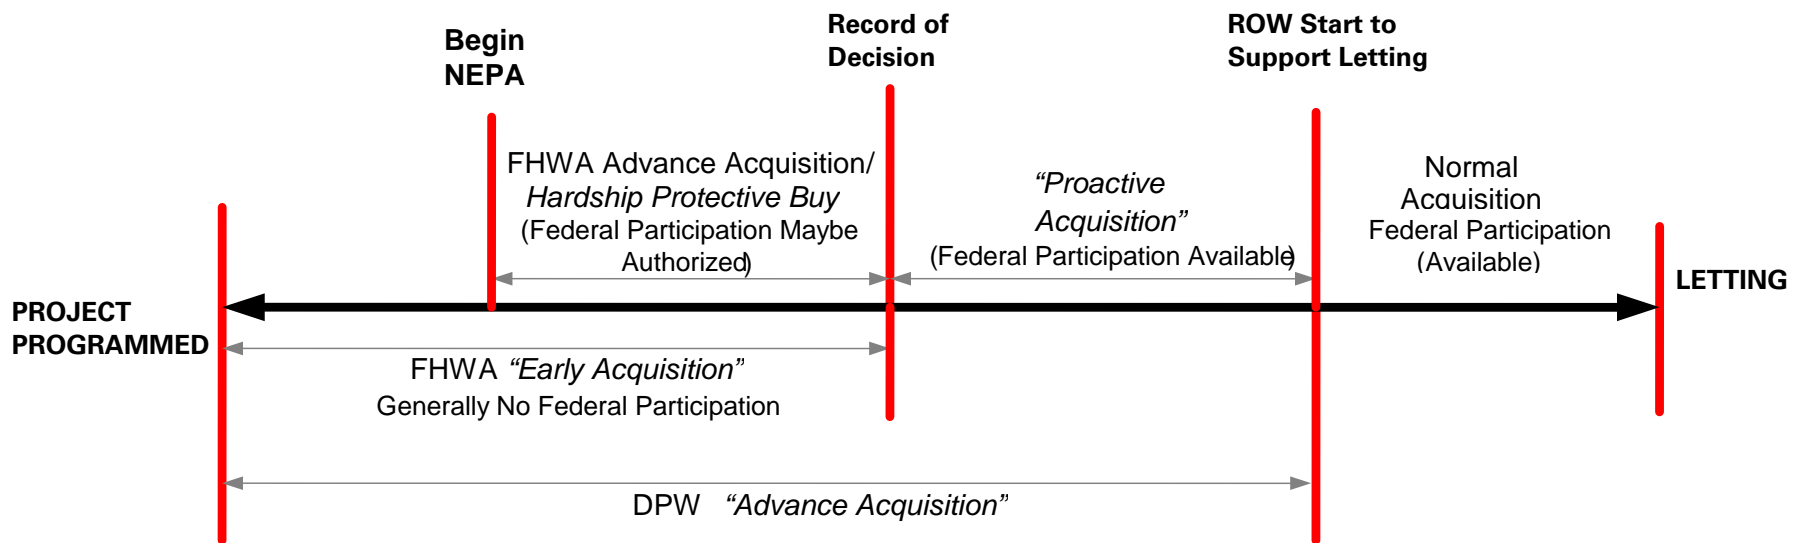 Begin
NEPA
Record of
Decision
ROW Start to
Support Letting
FHWA Advance Acquisition/
Hardship Protective Buy
(Federal Participation Maybe
Authorized)
“Proactive
Acquisition”
(Federal Participation Available)
Normal
Acquisition
Federal Participation
(Available)
LETTING
PROJECT
PROGRAMMED
FHWA “Early Acquisition”
Generally No Federal Participation
DPW “Advance Acquisition”